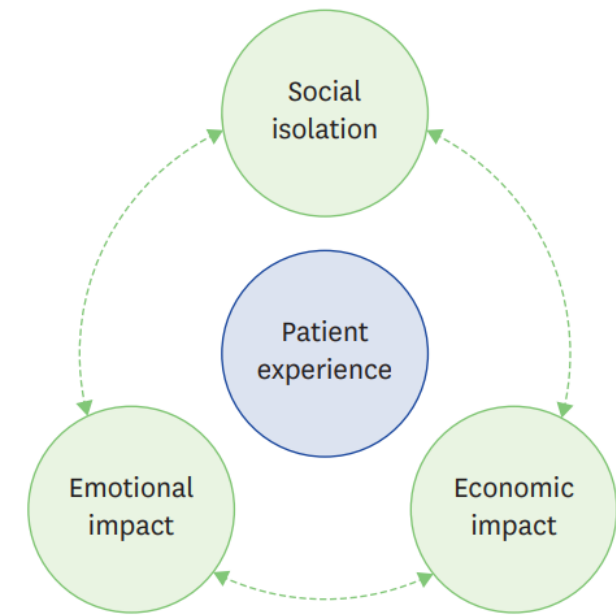 Social
isolation
Patient
experience
Emotional
impact
Economic
impact